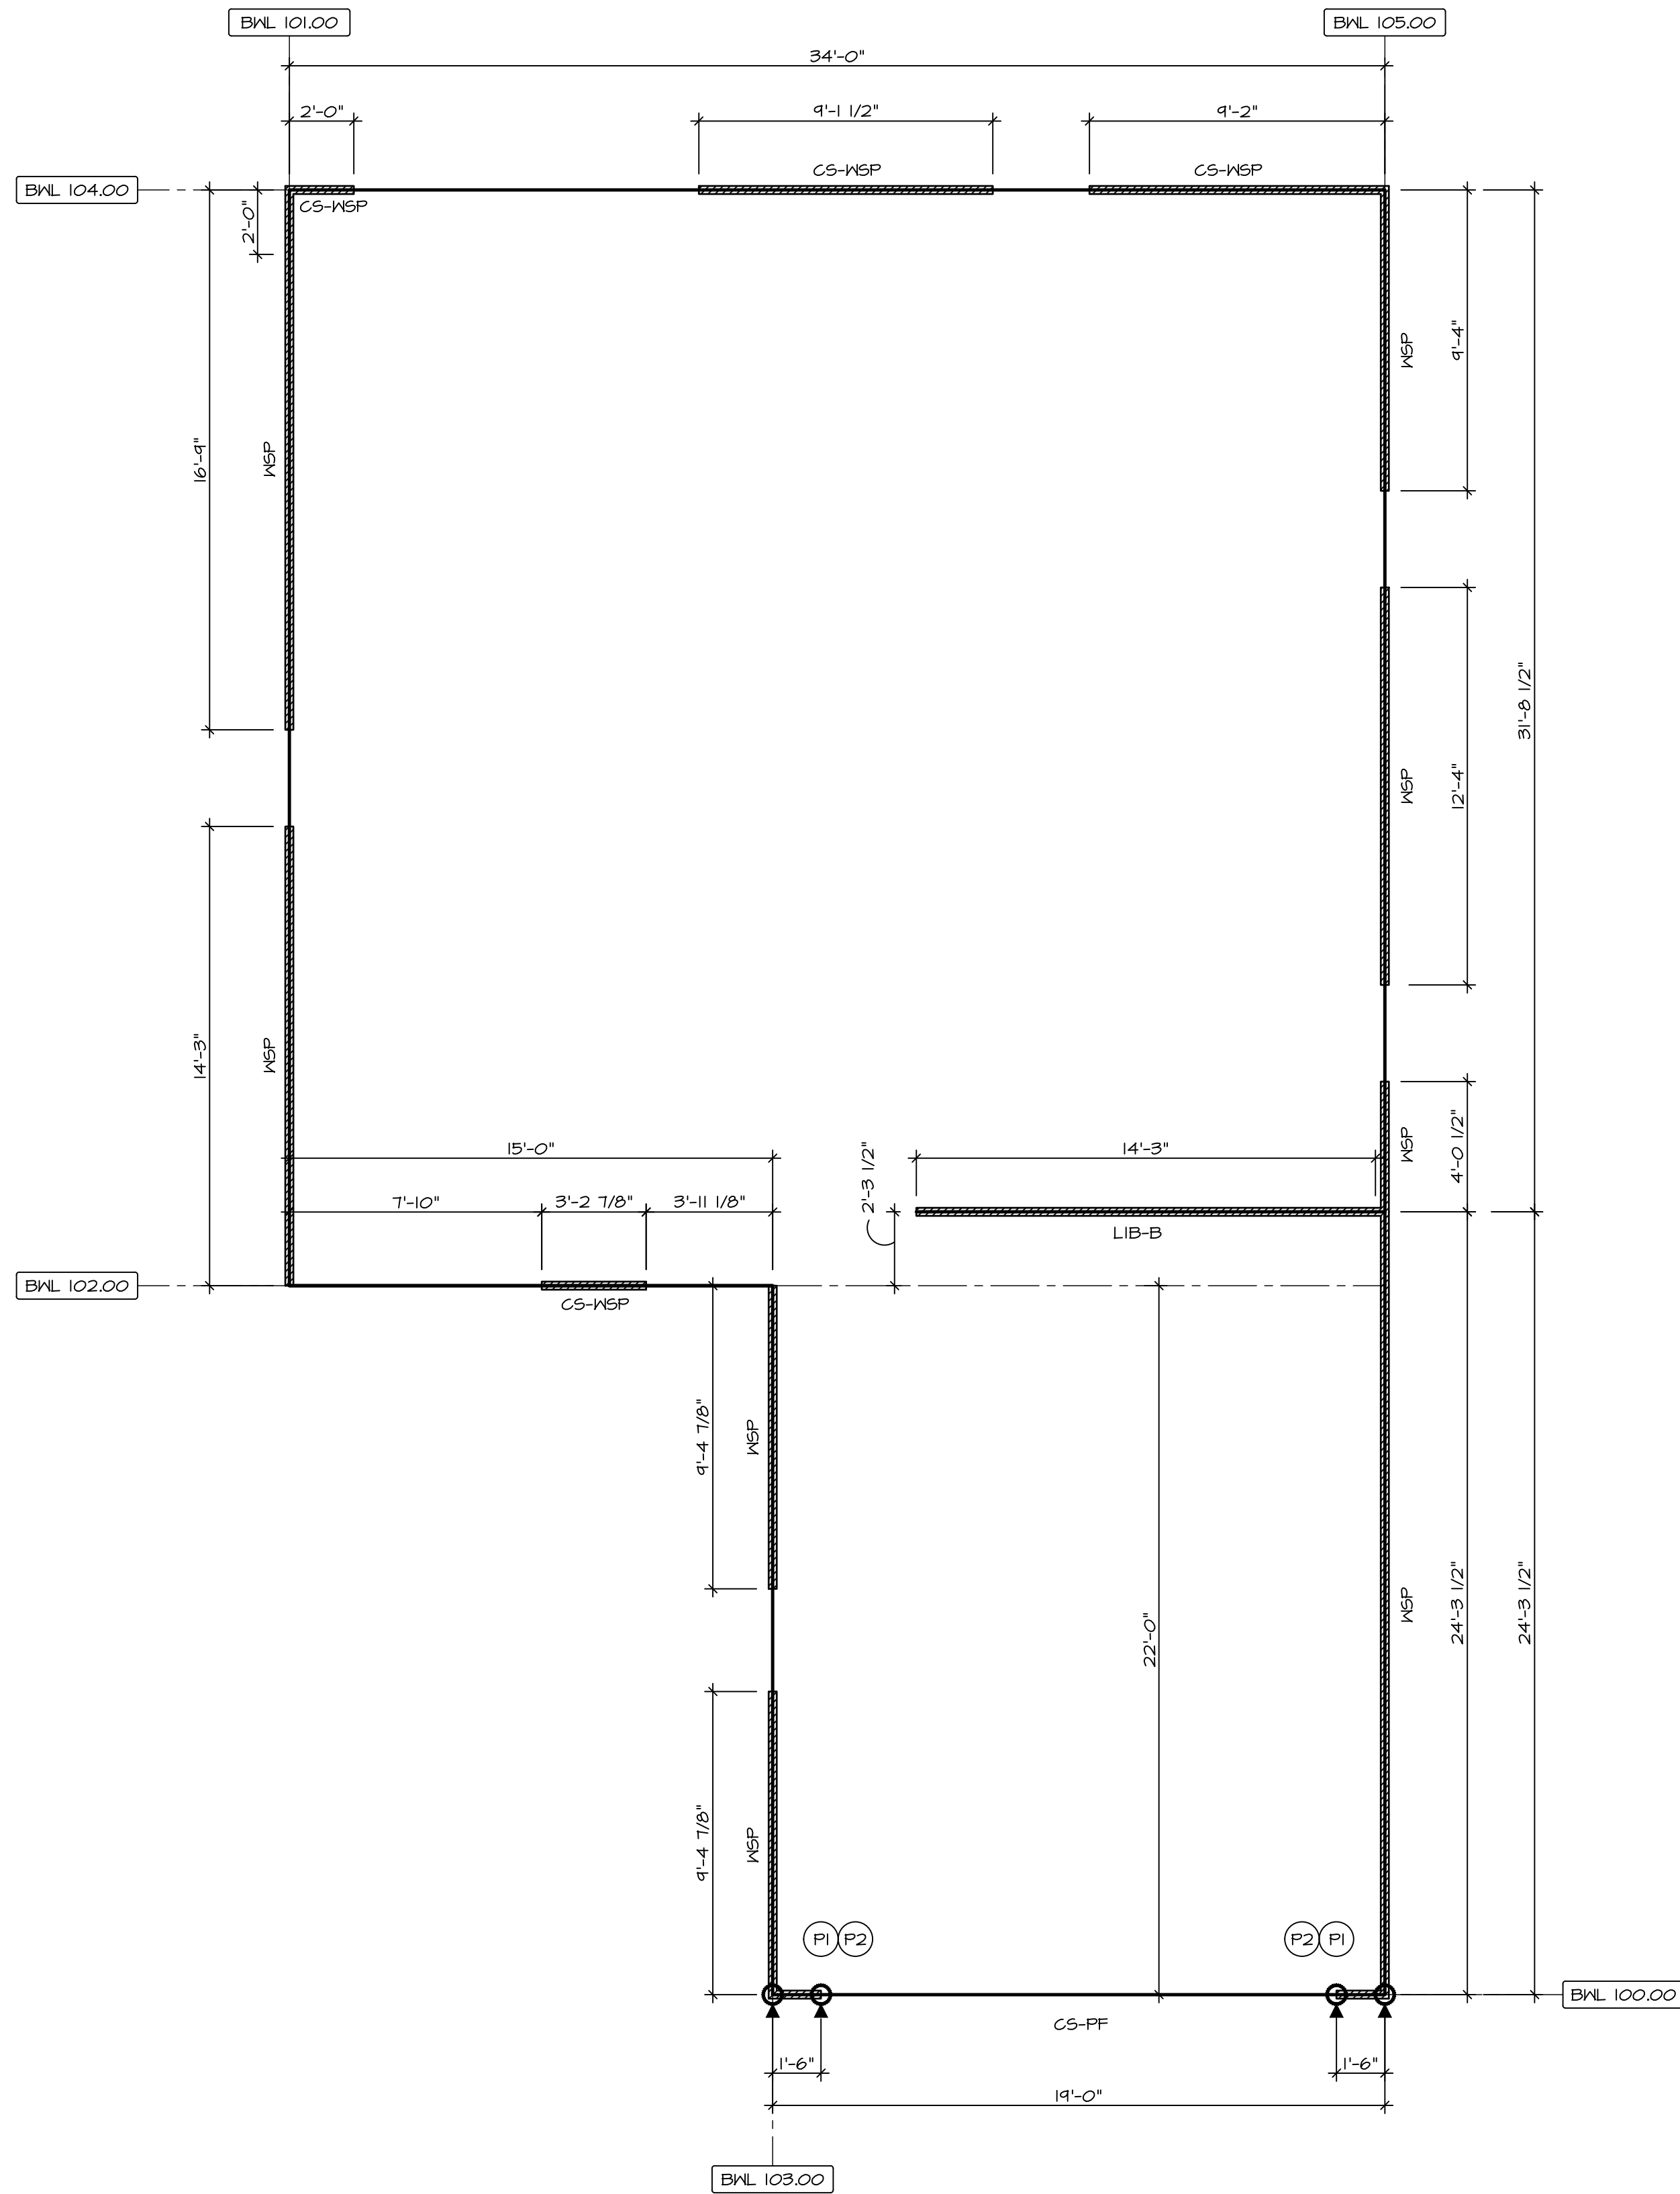 BWL 101.00
BWL 105.00
34'-0"
2'-0"
9'-1 1/2"
9'-2"
CS-WSP
CS-WSP
BWL 104.00
CS-WSP
2'-0"
16'-9"
WSP
WSP
9'-4"
31'-8 1/2"
WSP
12'-4"
14'-3"
WSP
15'-0"
2'-3 1/2"
14'-3"
WSP
4'-0 1/2"
7'-10"
3'-2 7/8"
3'-11 1/8"
LIB-B
BWL 102.00
CS-WSP
9'-4 7/8"
WSP
22'-0"
WSP
24'-3 1/2"
24'-3 1/2"
9'-4 7/8"
WSP
P1 P2
P2 P1
BWL 100.00
CS-PF
1'-6"
1'-6"
19'-0"
BWL 103.00